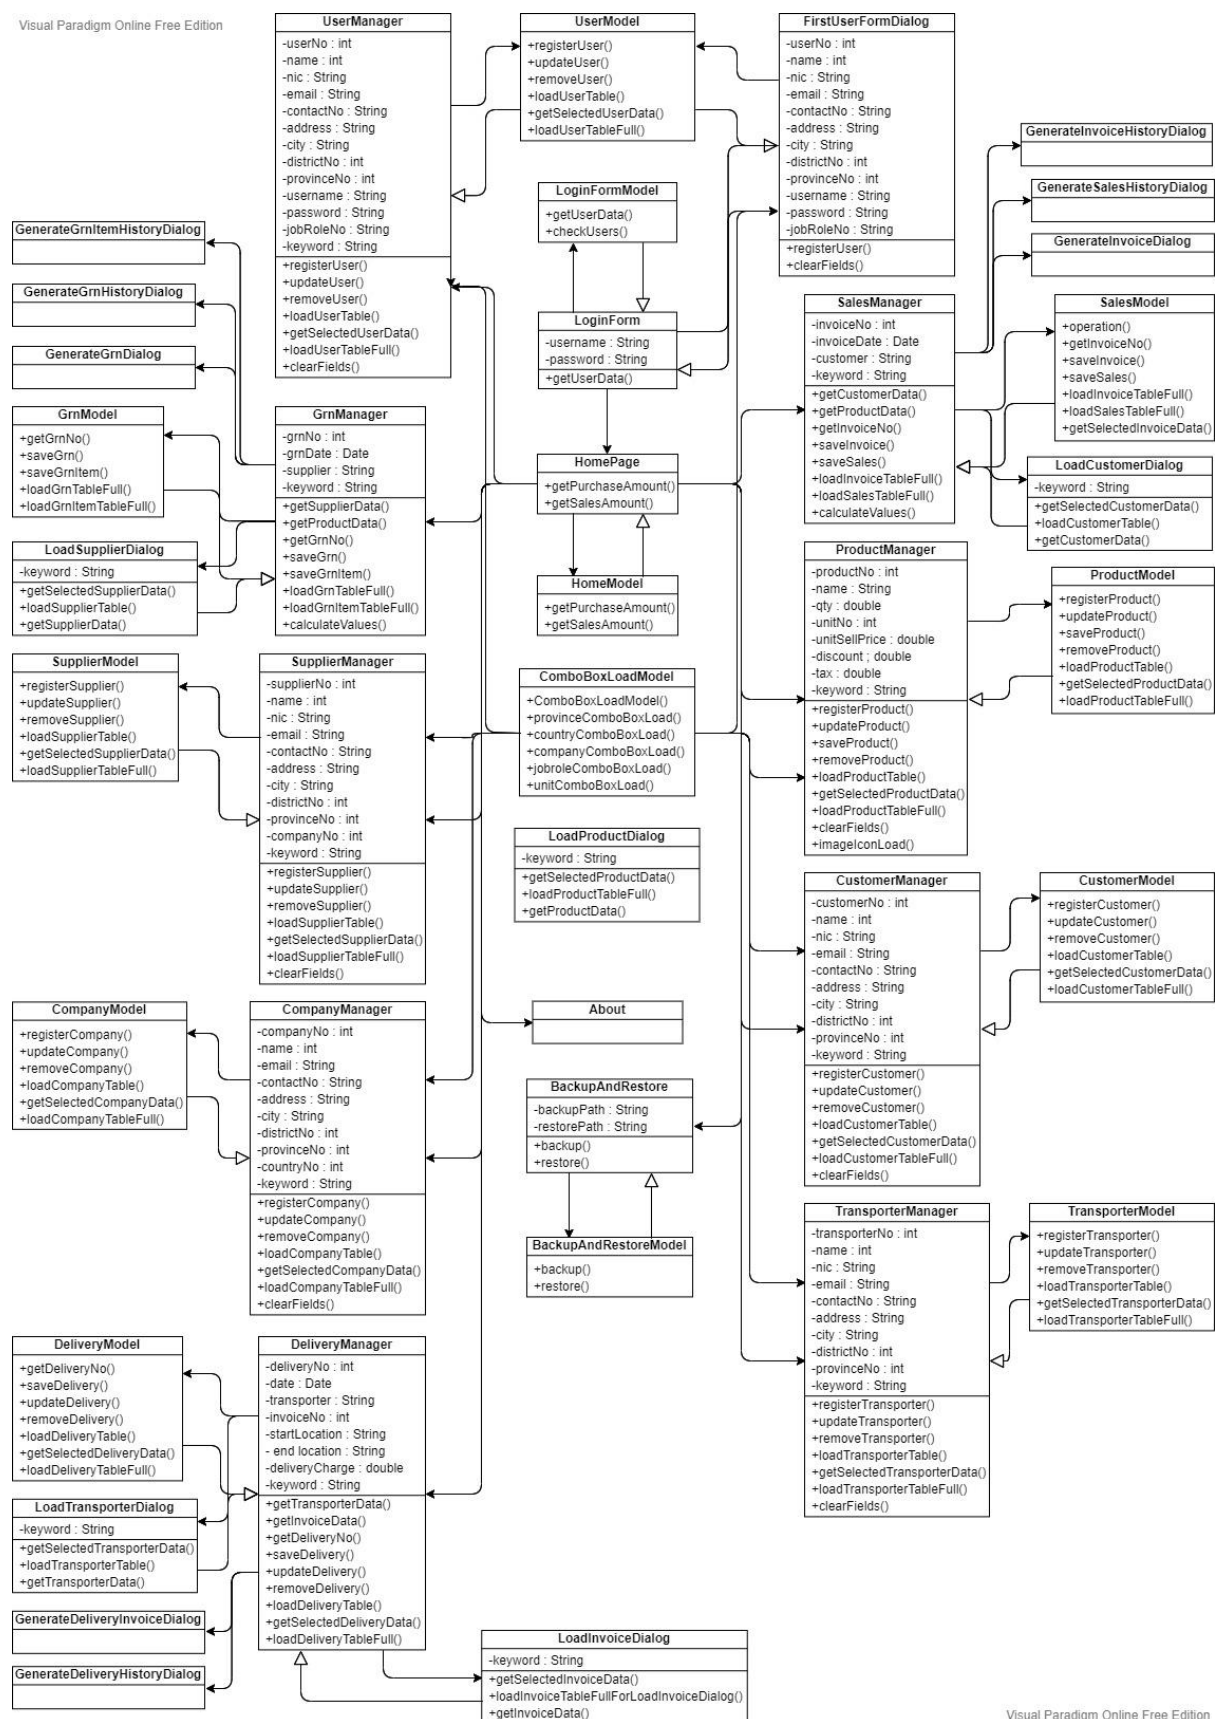 Visual Paradigm Online Free Edition
UserManager
-userNo : int
-name : int
-nic : String
-email : String
-contactNo : String
-address : String
-city : String
-districtNo : int
-provinceNo : int
-username : String
-password : String
-jobRoleNo : String
-keyword : String
+registerUser()
+updateUser()
+removeUser()
+loadUserTable()
+getSelectedUserData()
+loadUserTableFull()
+clearFields()
UserModel
+registerUser()
+updateUser()
+removeUser()
+loadUserTable()
+getSelectedUserData()
+loadUserTableFull()
FirstUserFormDialog
-userNo : int
-name : int
-nic : String
-email : String
-contactNo : String
-address : String
-city : String
-districtNo : int
-provinceNo : int
-username : String
-password : String
-jobRoleNo : String
+registerUser()
+clearFields()
GenerateInvoiceHistoryDialog
GenerateSalesHistoryDialog
GenerateInvoiceDialog
LoginFormModel
+getUserData()
+checkUsers()
GenerateGrnItemHistoryDialog
GenerateGrnHistoryDialog
GenerateGrnDialog
LoginForm
-username : String
-password : String
+getUserData()
SalesManager
-invoiceNo : int
-invoiceDate : Date
-customer : String
-keyword : String
+getCustomerData()
+getProductData()
+getInvoiceNo()
+saveInvoice()
+saveSales()
+loadInvoiceTableFull()
+loadSalesTableFull()
+calculateValues()
SalesModel
+operation()
+getInvoiceNo()
+saveInvoice()
+saveSales()
+loadInvoiceTableFull()
+loadSalesTableFull()
+getSelectedInvoiceData()
GrnModel
+getGrnNo()
+saveGrn()
+saveGrnItem()
+loadGrnTableFull()
+loadGrnItemTableFull()
GrnManager
-grnNo : int
-grnDate : Date
-supplier : String
-keyword : String
+getSupplierData()
+getProductData()
+getGrnNo()
+saveGrn()
+saveGrnItem()
+loadGrnTableFull()
+loadGrnItemTableFull()
+calculateValues()
HomePage
+getPurchaseAmount()
+getSalesAmount()
LoadCustomerDialog
-keyword : String
+getSelectedCustomerData()
+loadCustomerTable()
+getCustomerData()
LoadSupplierDialog
-keyword : String
+getSelectedSupplierData()
+loadSupplierTable()
+getSupplierData()
HomeModel
+getPurchaseAmount()
+getSalesAmount()
ProductManager
-productNo : int
-name : String
-qty : double
-unitNo : int
-unitSellPrice : double
-discount ; double
-tax : double
-keyword : String
+registerProduct()
+updateProduct()
+saveProduct()
+removeProduct()
+loadProductTable()
+getSelectedProductData()
+loadProductTableFull()
+clearFields()
+imageIconLoad()
ProductModel
+registerProduct()
+updateProduct()
+saveProduct()
+removeProduct()
+loadProductTable()
+getSelectedProductData()
+loadProductTableFull()
SupplierModel
+registerSupplier()
+updateSupplier()
+removeSupplier()
+loadSupplierTable()
+getSelectedSupplierData()
+loadSupplierTableFull()
SupplierManager
-supplierNo : int
-name : int
-nic : String
-email : String
-contactNo : String
-address : String
-city : String
-districtNo : int
-provinceNo : int
-companyNo : int
-keyword : String
+registerSupplier()
+updateSupplier()
+removeSupplier()
+loadSupplierTable()
+getSelectedSupplierData()
+loadSupplierTableFull()
+clearFields()
ComboBoxLoadModel
+ComboBoxLoadModel()
+provinceComboBoxLoad()
+countryComboBoxLoad()
+companyComboBoxLoad()
+jobroleComboBoxLoad()
+unitComboBoxLoad()
LoadProductDialog
-keyword : String
+getSelectedProductData()
+loadProductTableFull()
+getProductData()
CustomerManager
-customerNo : int
-name : int
-nic : String
-email : String
-contactNo : String
-address : String
-city : String
-districtNo : int
-provinceNo : int
-keyword : String
+registerCustomer()
+updateCustomer()
+removeCustomer()
+loadCustomerTable()
+getSelectedCustomerData()
+loadCustomerTableFull()
+clearFields()
CustomerModel
+registerCustomer()
+updateCustomer()
+removeCustomer()
+loadCustomerTable()
+getSelectedCustomerData()
+loadCustomerTableFull()
CompanyModel
+registerCompany()
+updateCompany()
+removeCompany()
+loadCompanyTable()
+getSelectedCompanyData()
+loadCompanyTableFull()
CompanyManager
-companyNo : int
-name : int
-email : String
-contactNo : String
-address : String
-city : String
-districtNo : int
-provinceNo : int
-countryNo : int
-keyword : String
+registerCompany()
+updateCompany()
+removeCompany()
+loadCompanyTable()
+getSelectedCompanyData()
+loadCompanyTableFull()
+clearFields()
About
BackupAndRestore
-backupPath : String
-restorePath : String
+backup()
+restore()
BackupAndRestoreModel
+backup()
+restore()
TransporterManager
-transporterNo : int
-name : int
-nic : String
-email : String
-contactNo : String
-address : String
-city : String
-districtNo : int
-provinceNo : int
-keyword : String
+registerTransporter()
+updateTransporter()
+removeTransporter()
+loadTransporterTable()
+getSelectedTransporterData()
+loadTransporterTableFull()
+clearFields()
TransporterModel
+registerTransporter()
+updateTransporter()
+removeTransporter()
+loadTransporterTable()
+getSelectedTransporterData()
+loadTransporterTableFull()
DeliveryModel
+getDeliveryNo()
+saveDelivery()
+updateDelivery()
+removeDelivery()
+loadDeliveryTable()
+getSelectedDeliveryData()
+loadDeliveryTableFull()
DeliveryManager
-deliveryNo : int
-date : Date
-transporter : String
-invoiceNo : int
-startLocation : String
- end location : String
-deliveryCharge : double
-keyword : String
+getTransporterData()
+getInvoiceData()
+getDeliveryNo()
+saveDelivery()
+updateDelivery()
+removeDelivery()
+loadDeliveryTable()
+getSelectedDeliveryData()
+loadDeliveryTableFull()
LoadTransporterDialog
-keyword : String
+getSelectedTransporterData()
+loadTransporterTable()
+getTransporterData()
GenerateDeliveryInvoiceDialog
GenerateDeliveryHistoryDialog
LoadInvoiceDialog
-keyword : String
+getSelectedInvoiceData()
+loadInvoiceTableFullForLoadInvoiceDialog()
+getInvoiceData()
Visual Paradigm Online Free Edition